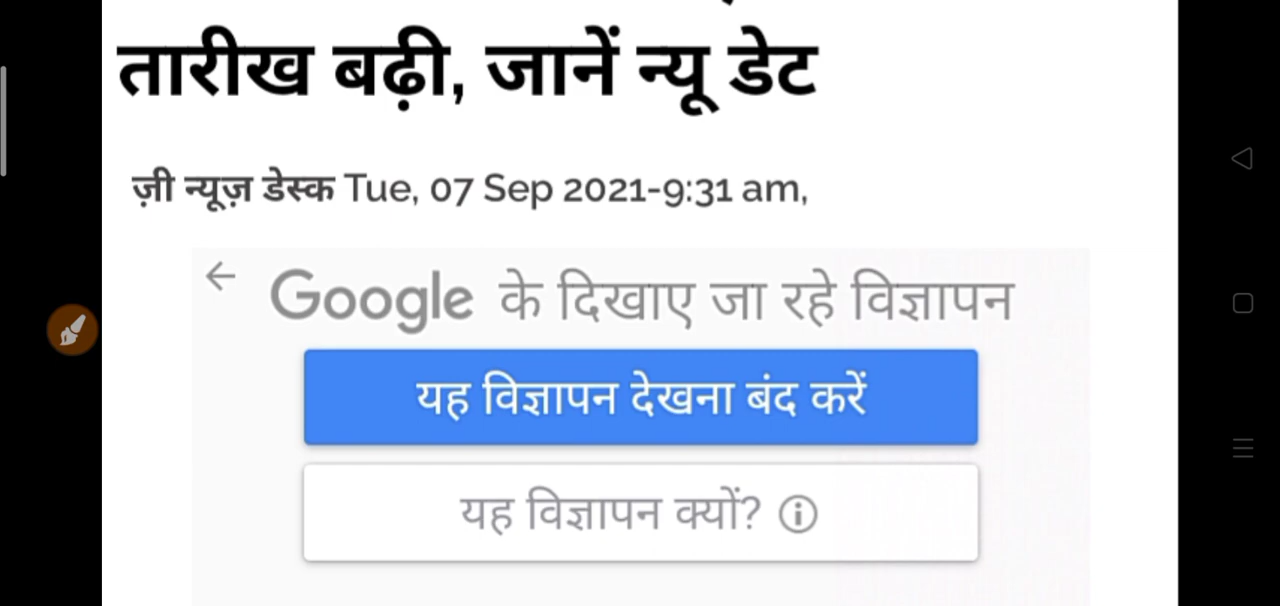 तारीख बढ़ी, जानें न्यू डेट
ज़ी न्यूज़ डेस्क Tue, 07 Sep 2021-9:31 am,
Google के दिखाए जा रहे विज्ञापन
यह विज्ञापन देखना बंद करें
यह विज्ञापन क्यों?